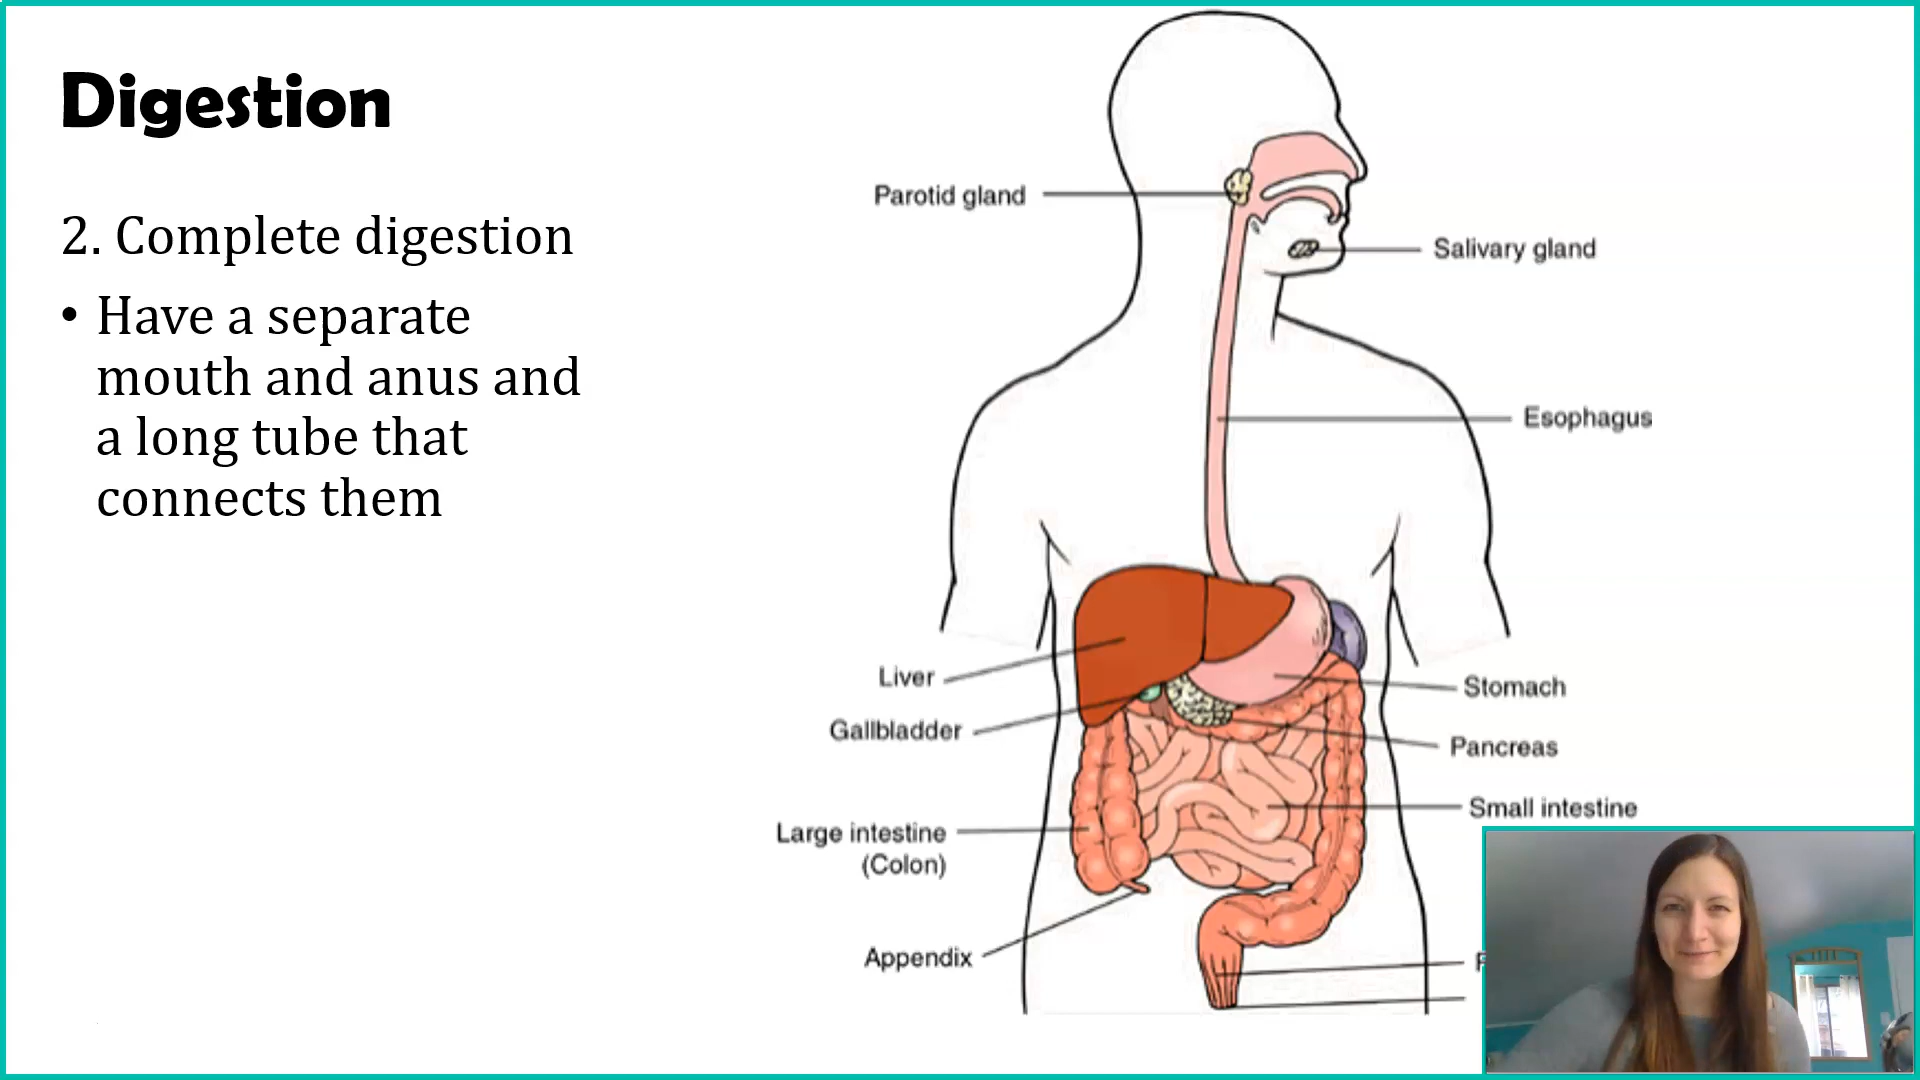 Digestion
2. Complete digestion
• Have a separate
mouth and anus and
a long tube that
connects them
Parotid gland
Salivary gland
Esophagus
Liver
Stomach
Gallbladder
Pancreas
Small intestine
Large intestine
(Colon)
Appendix